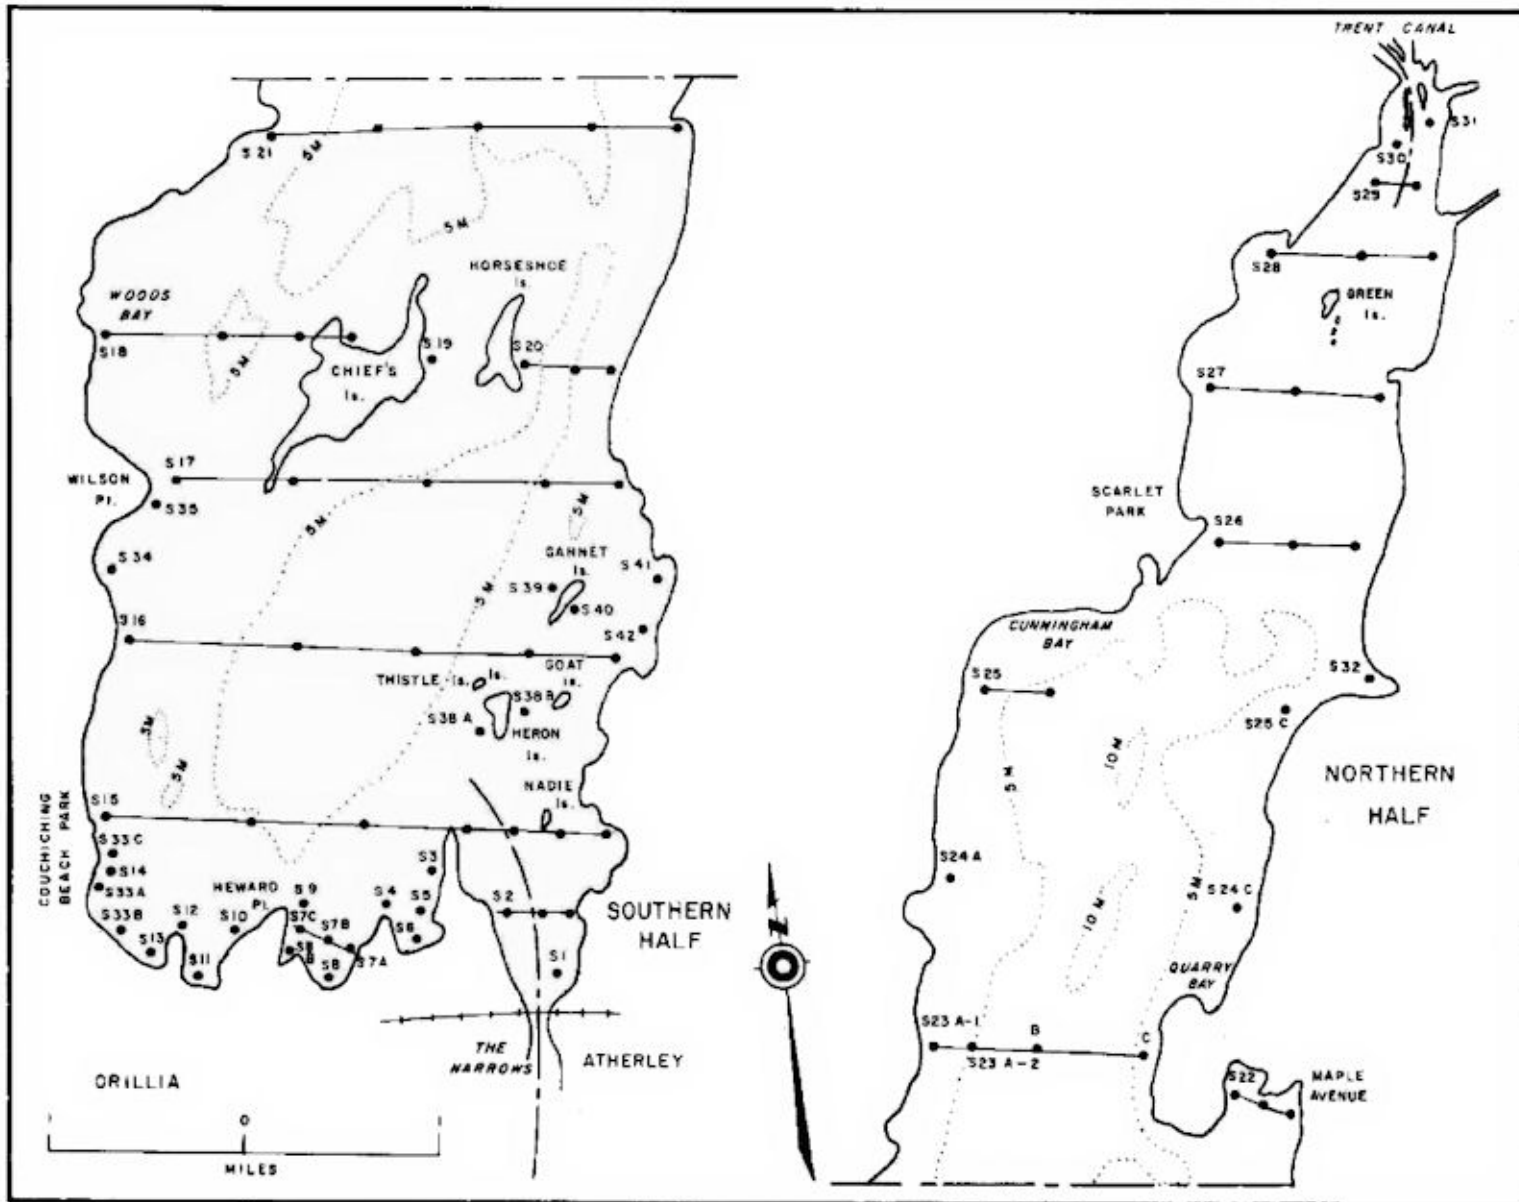 TRENT CANAL
S31
S30
S29
S28
GREEN
Is.
S27
SCARLET
PARK
S26
CUNNINGHAM
BAY
S25
S32
S25 C
10 M
5 M
NORTHERN
HALF
S24 A
S24 C
10 M
5 M
QUARRY
BAY
S23 A-1
B
C
S23 A-2
S22
MAPLE
AVENUE
S21
5 M
5 M
HORSESHOE
Is.
WOODS
BAY
S18
5 M
S19
S20
CHIEF'S
Is.
S17
WILSON
Pt.
S35
5 M
5 M
S34
GANNET
Is.
S41
S39
S40
5 M
S42
S16
THISTLE Is.
Is.
GOAT
Is.
S38 B
S38 A
HERON
Is.
3 M
5 M
NADIE
Is.
COUCHICHING
BEACH PARK
S15
S33 C
S14
S33 A
S33 B
S13
S12
S11
S10
HEWARD
Pt.
S9
S7C
S7B
S7A
S8
B
S8
S4
S3
S5
S6
S2
S1
SOUTHERN
HALF
N
THE
NARROWS
ATHERLEY
ORILLIA
1
0
1
MILES